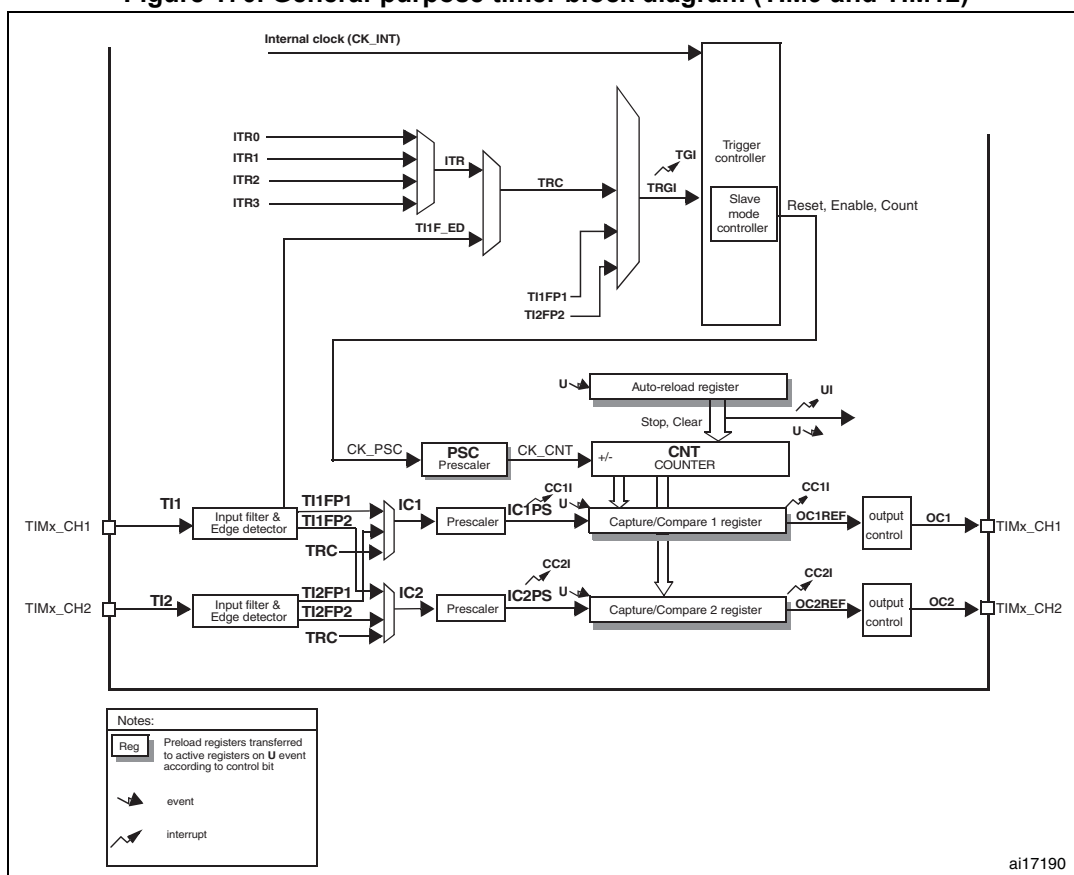 Internal clock (CK_INT)
ITR0
ITR1
ITR2
ITR3
ITR
TI1F_ED
TRC
TI1FP1
TI2FP2
TGI
TRGI
Trigger
controller
Slave
mode
controller
Reset, Enable, Count
U
Auto-reload register
UI
U
Stop, Clear
CK_PSC
PSC
Prescaler
CK_CNT
+/-
CNT
COUNTER
TIMx_CH1
TI1
Input filter &
Edge detector
TI1FP1
TI1FP2
TRC
IC1
Prescaler
IC1PS
CC1I
U
Capture/Compare 1 register
CC1I
OC1REF
output
control
OC1
TIMx_CH1
TIMx_CH2
TI2
Input filter &
Edge detector
TI2FP1
TI2FP2
TRC
IC2
Prescaler
IC2PS
CC2I
U
Capture/Compare 2 register
CC2I
OC2REF
output
control
OC2
TIMx_CH2
Notes:
Reg
Preload registers transferred
to active registers on U event
according to control bit
event
interrupt
ai17190